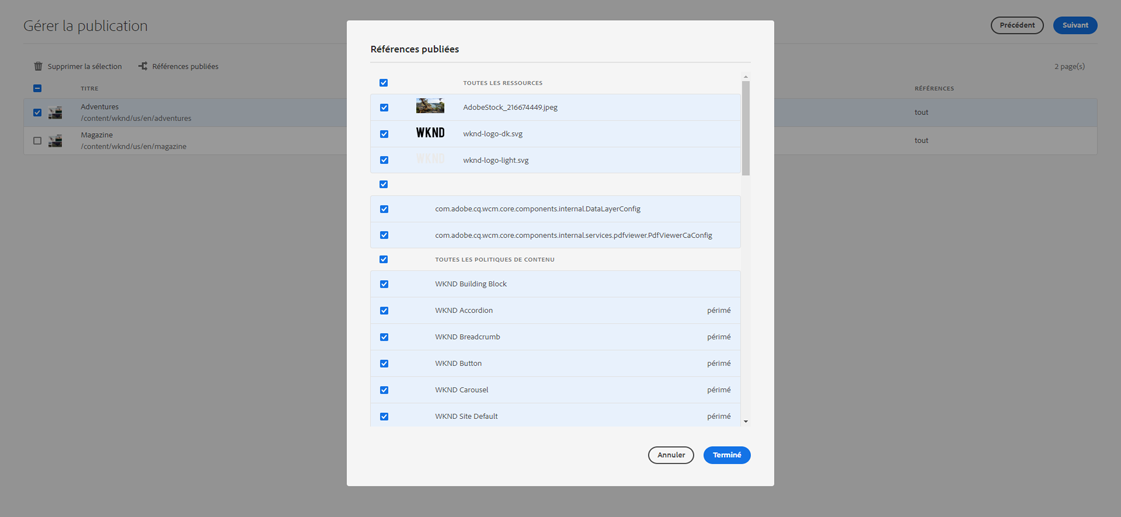 Gérer la publication
Précédent
Suivant
Supprimer la sélection
Références publiées
2 page(s)
TITRE
RÉFÉRENCES
Adventures
/content/wknd/us/en/adventures
tout
Magazine
/content/wknd/us/en/magazine
tout
Références publiées
TOUTES LES RESSOURCES
AdobeStock_216674449.jpeg
WKND
wknd-logo-dk.svg
WKND
wknd-logo-light.svg
com.adobe.cq.wcm.core.components.internal.DataLayerConfig
com.adobe.cq.wcm.core.components.internal.services.pdfviewer.PdfViewerCaConfig
TOUTES LES POLITIQUES DE CONTENU
WKND Building Block
WKND Accordion périmé
WKND Breadcrumb périmé
WKND Button périmé
WKND Carousel périmé
WKND Site Default périmé
Annuler
Terminé